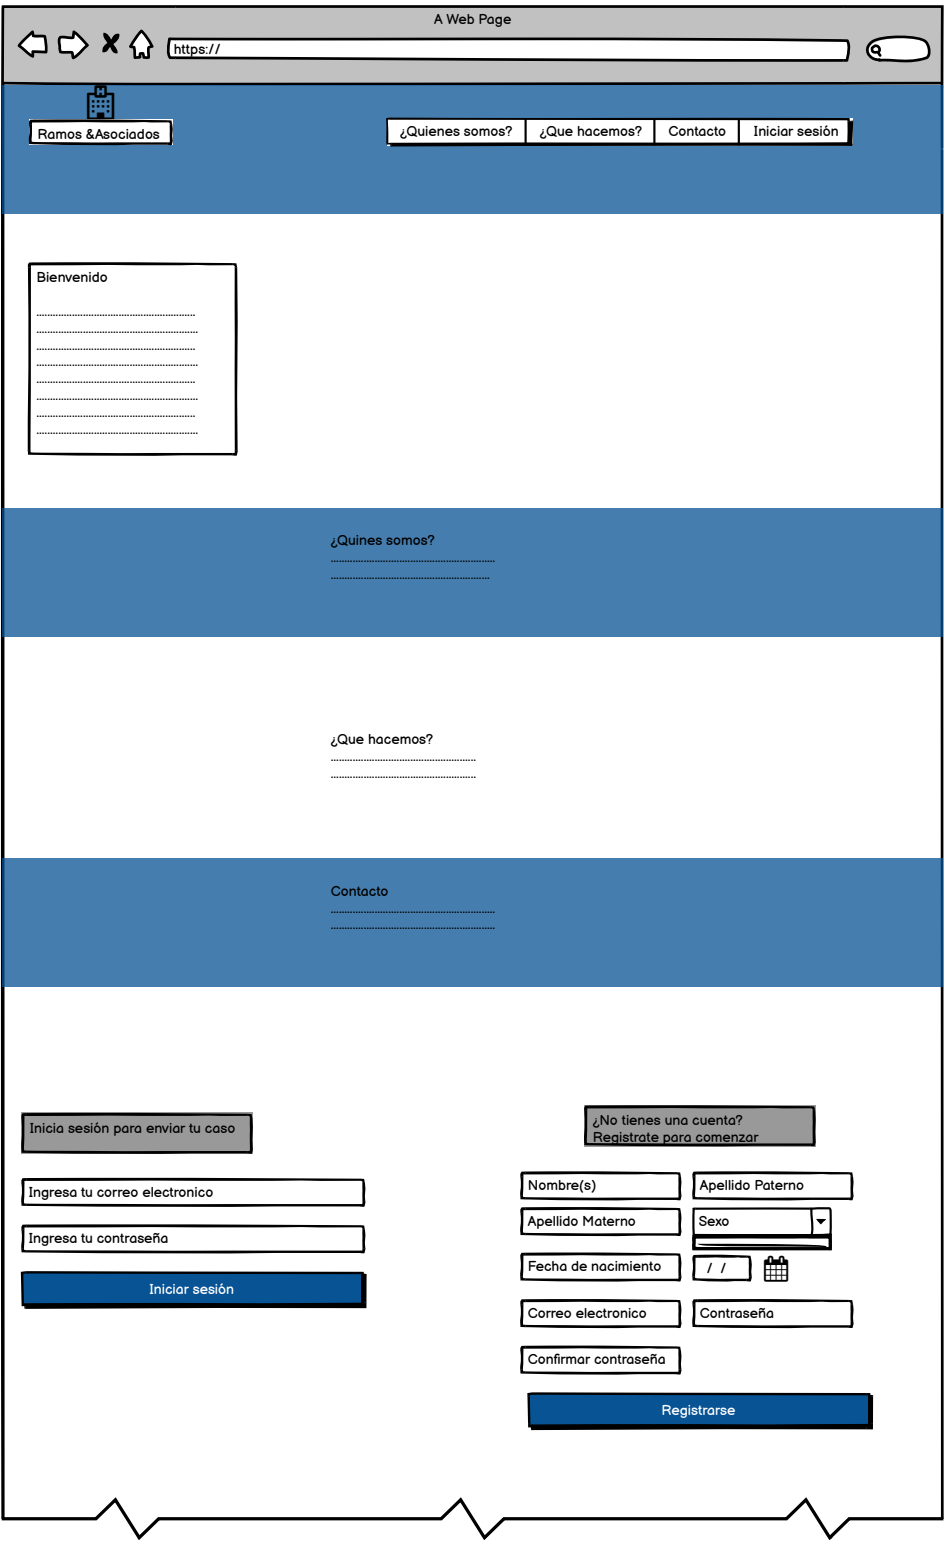 A Web Page
https://
Ramos &Asociados
¿Quienes somos?
¿Que hacemos?
Contacto
Iniciar sesión
Bienvenido
¿Quines somos?
¿Que hacemos?
Contacto
Inicia sesión para enviar tu caso
Ingresa tu correo electronico
Ingresa tu contraseña
Iniciar sesión
¿No tienes una cuenta?
Registrate para comenzar
Nombre(s)
Apellido Paterno
Apellido Materno
Sexo
Fecha de nacimiento
/ /
Correo electronico
Contraseña
Confirmar contraseña
Registrarse